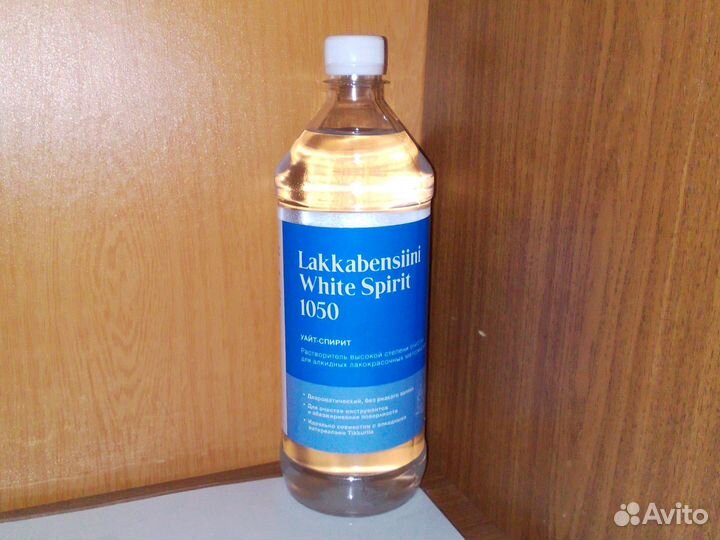 Lakkabensiini
White Spirit
1050
УАЙТ-СПИРИТ
Растворитель высокой степени
для алкидных лакокрасочных
• Деароматический, без резкого запаха
• Для очистки инструментов
и обезжиривания поверхности
• Идеально совместим с алкидными
материалами Tikkurila
Avito